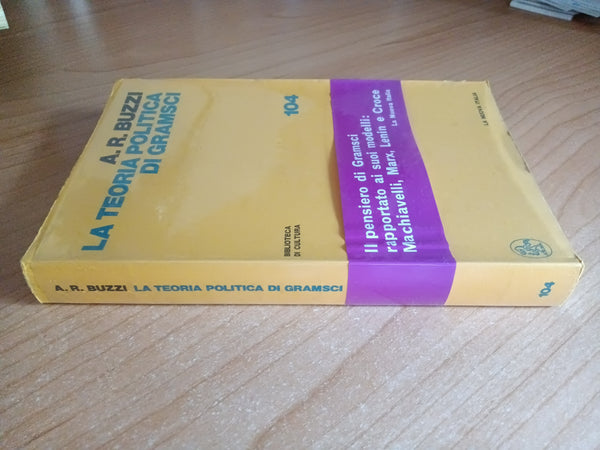 A. R. BUZZI
LA TEORIA POLITICA
DI GRAMSCI
104
BIBLIOTECA
DI CULTURA
Il pensiero di Gramsci
rapportato ai suoi modelli:
Machiavelli, Marx, Lenin e Croce
La Nuova Italia
LA NUOVA ITALIA
A. R. BUZZI LA TEORIA POLITICA DI GRAMSCI
104